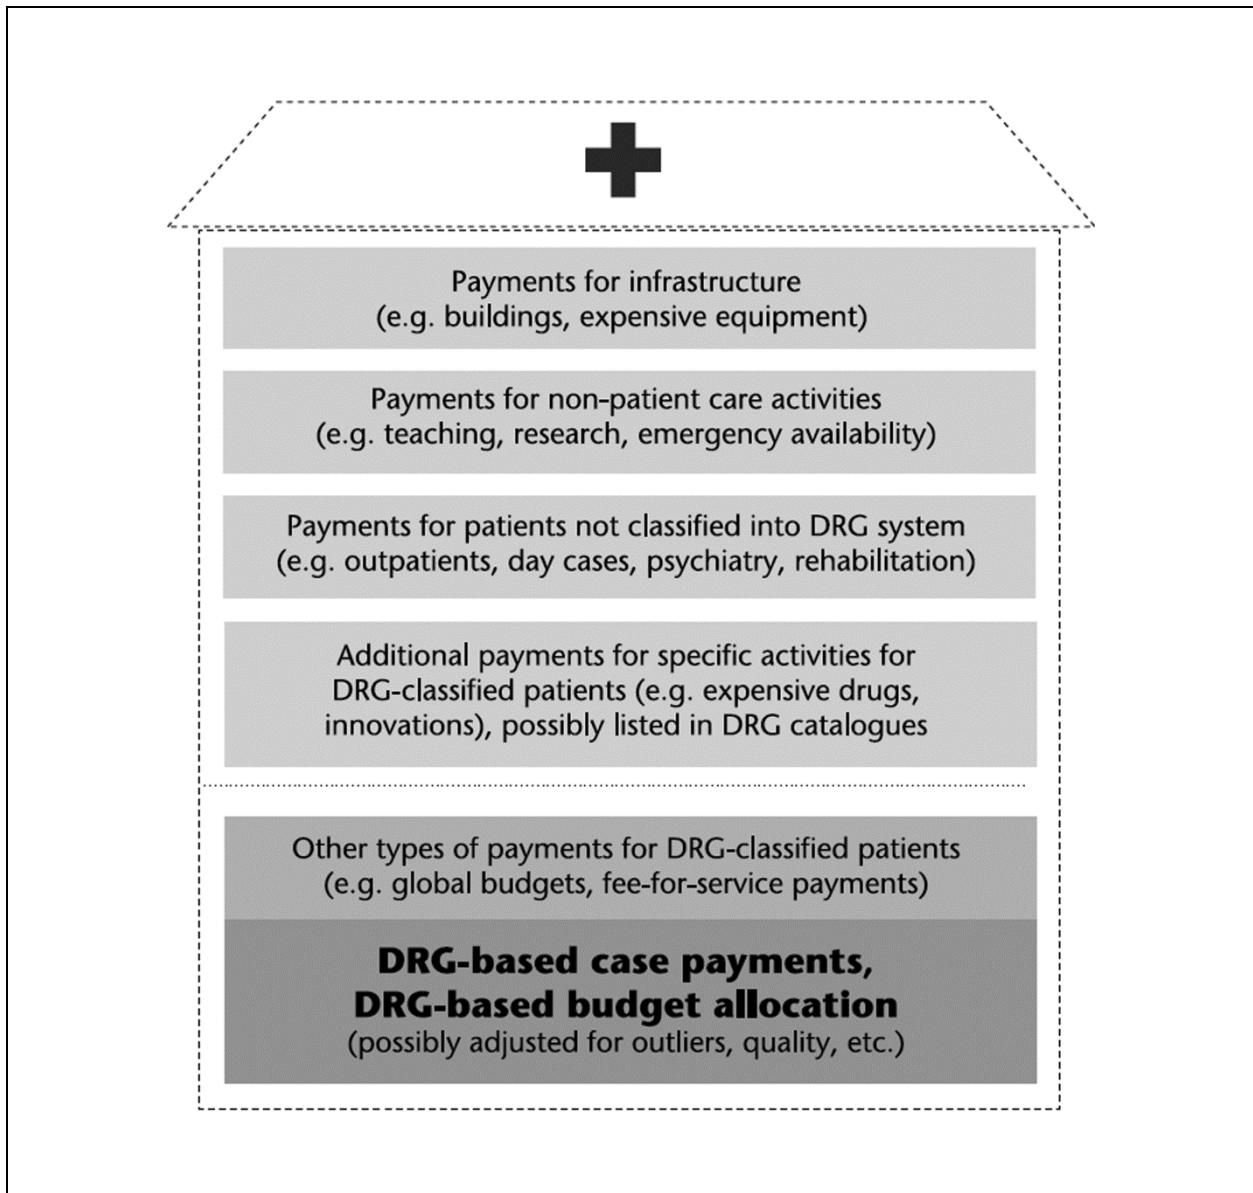 Payments for infrastructure
(e.g. buildings, expensive equipment)
Payments for non-patient care activities
(e.g. teaching, research, emergency availability)
Payments for patients not classified into DRG system
(e.g. outpatients, day cases, psychiatry, rehabilitation)
Additional payments for specific activities for
DRG-classified patients (e.g. expensive drugs,
innovations), possibly listed in DRG catalogues
Other types of payments for DRG-classified patients
(e.g. global budgets, fee-for-service payments)
DRG-based case payments,
DRG-based budget allocation
(possibly adjusted for outliers, quality, etc.)